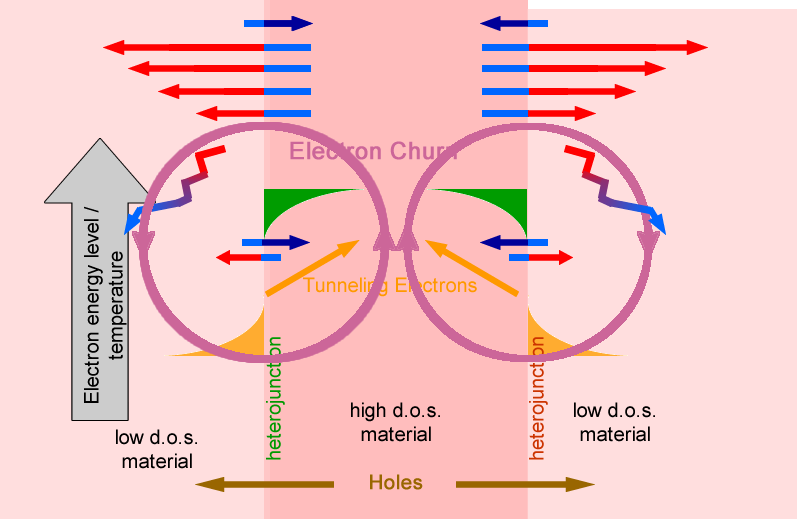 Electron Churn
Electron energy level /
temperature
Tunneling Electrons
heterojunction
heterojunction
high d.o.s.
material
low d.o.s.
material
low d.o.s.
material
Holes